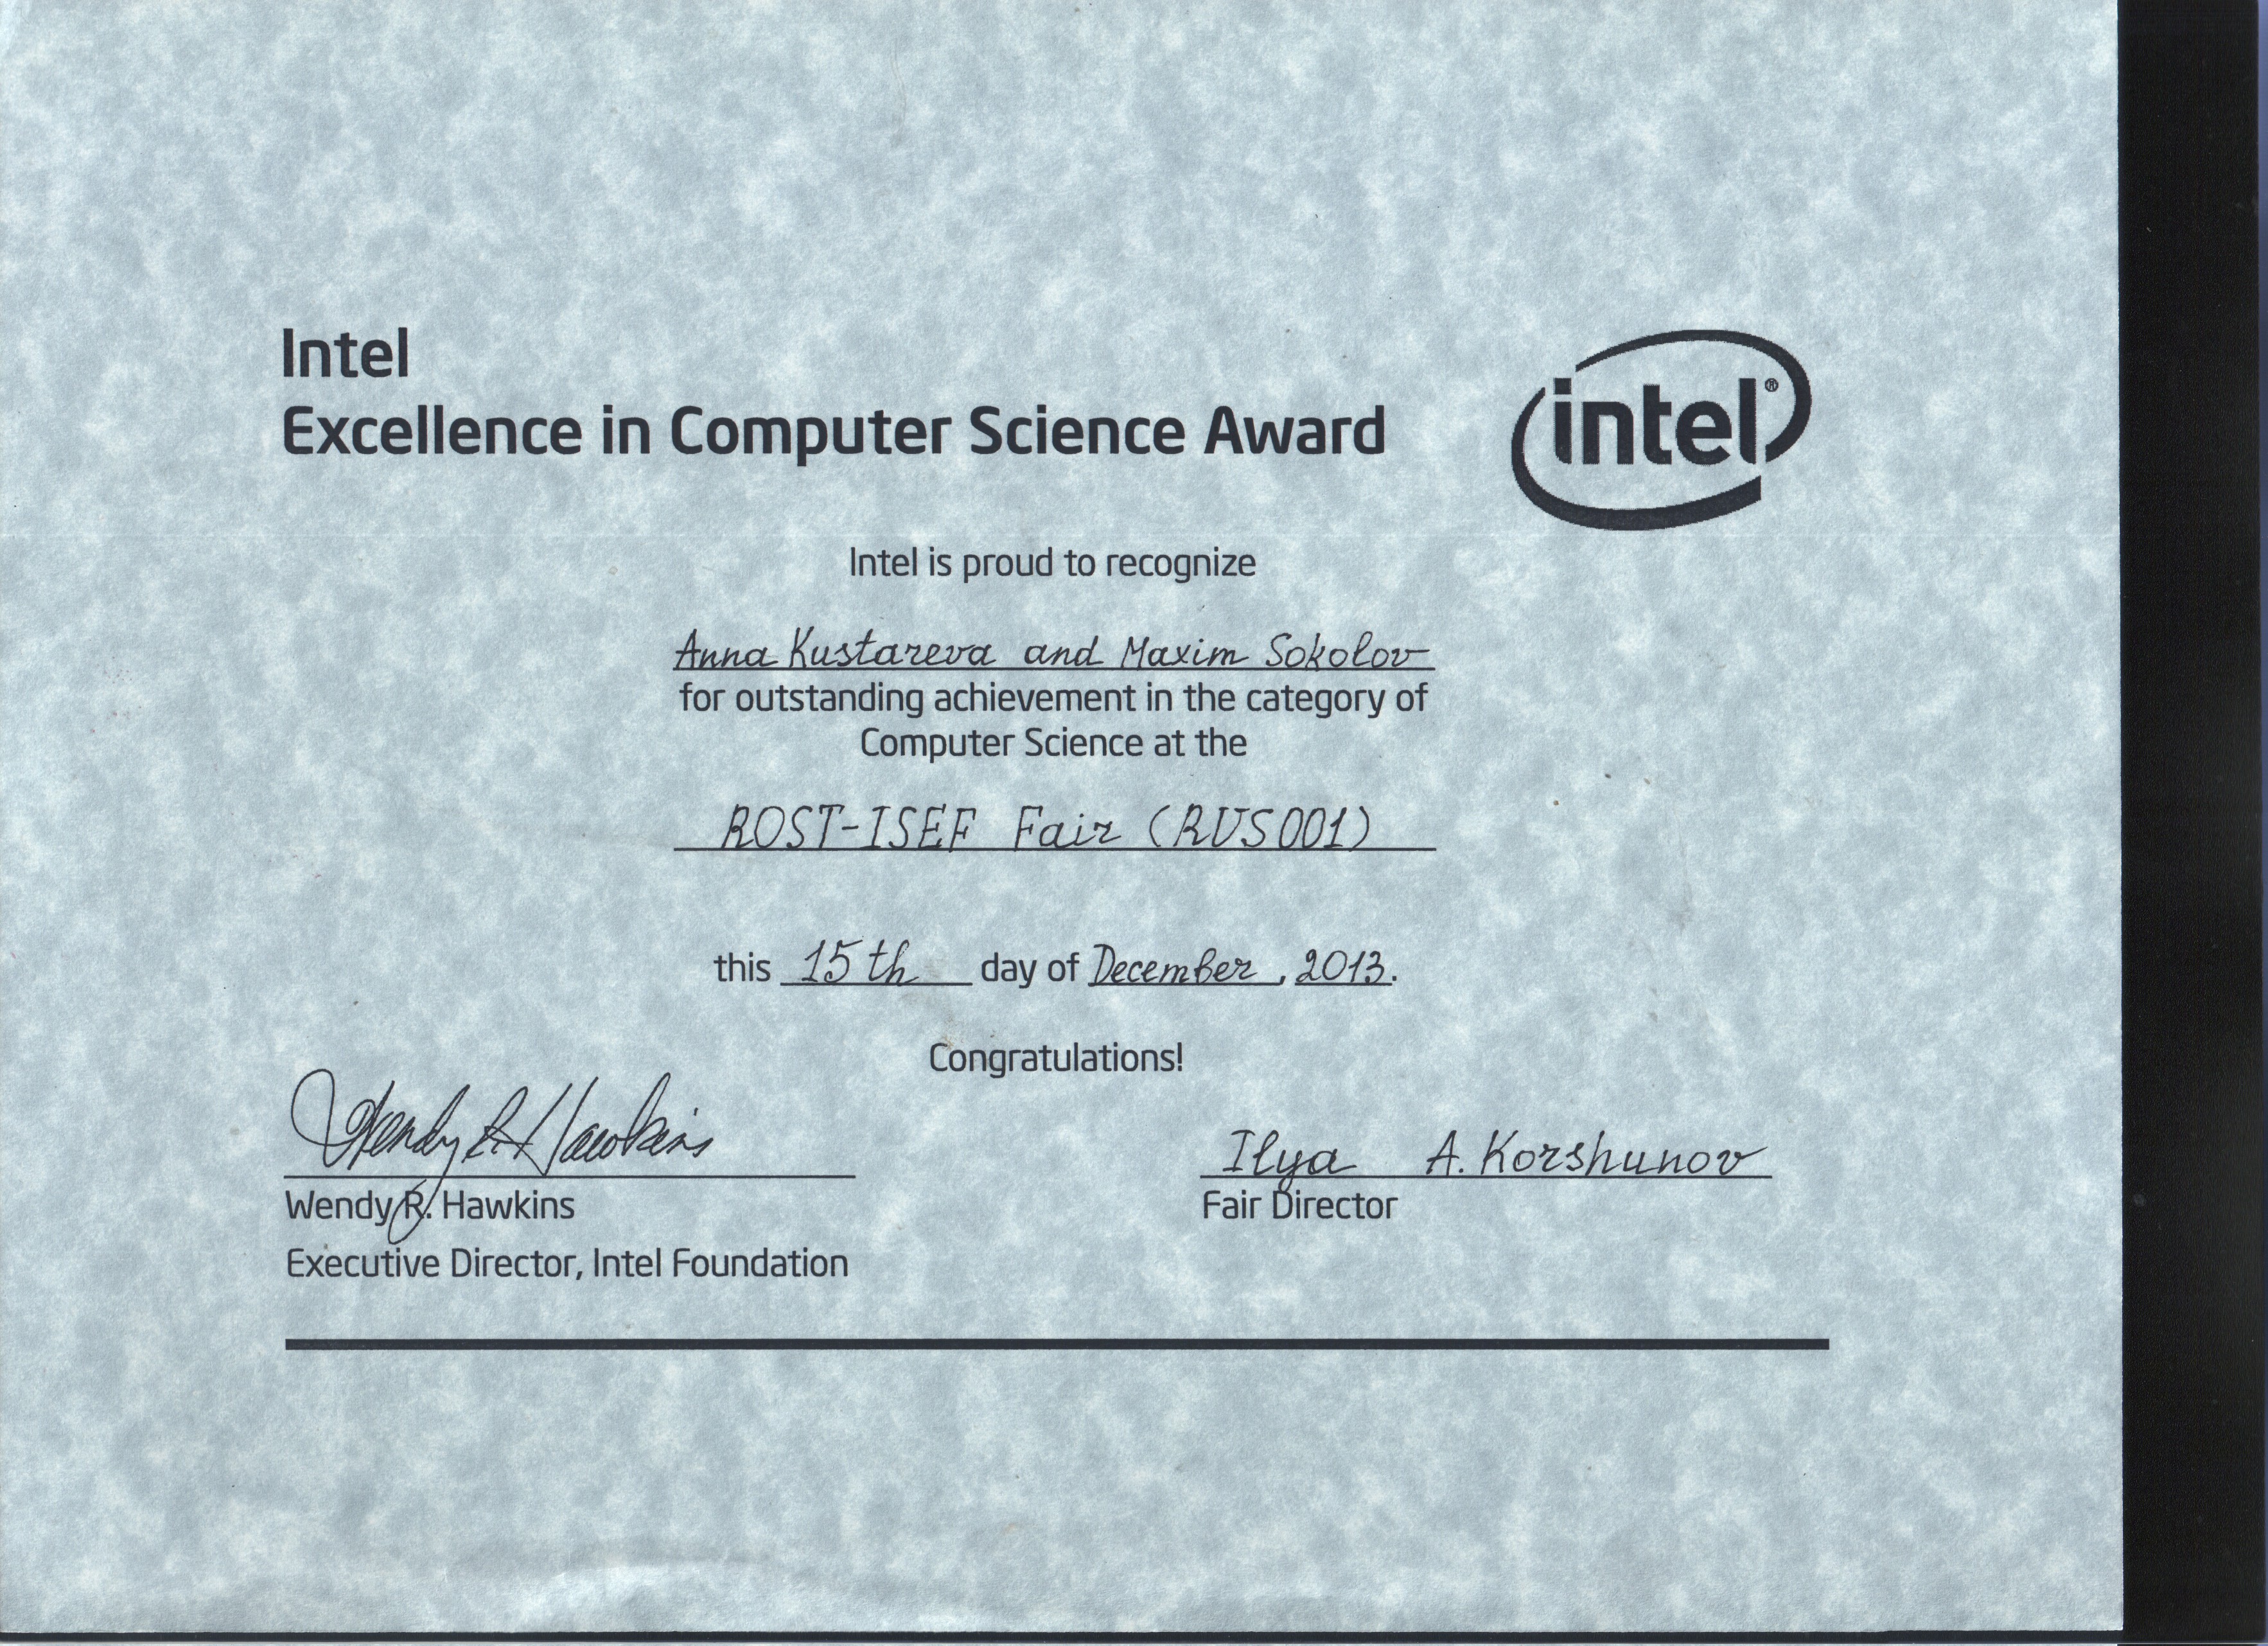 Intel
Excellence in Computer Science Award
intel®
Intel is proud to recognize
Anna Kustareva and Maxim Sokolov
for outstanding achievement in the category of
Computer Science at the
ROST-ISEF Fair (RUS001)
this 15th day of December, 2013.
Congratulations!
Wendy R. Hawkins
Ilya A. Korshunov
Wendy R. Hawkins
Fair Director
Executive Director, Intel Foundation